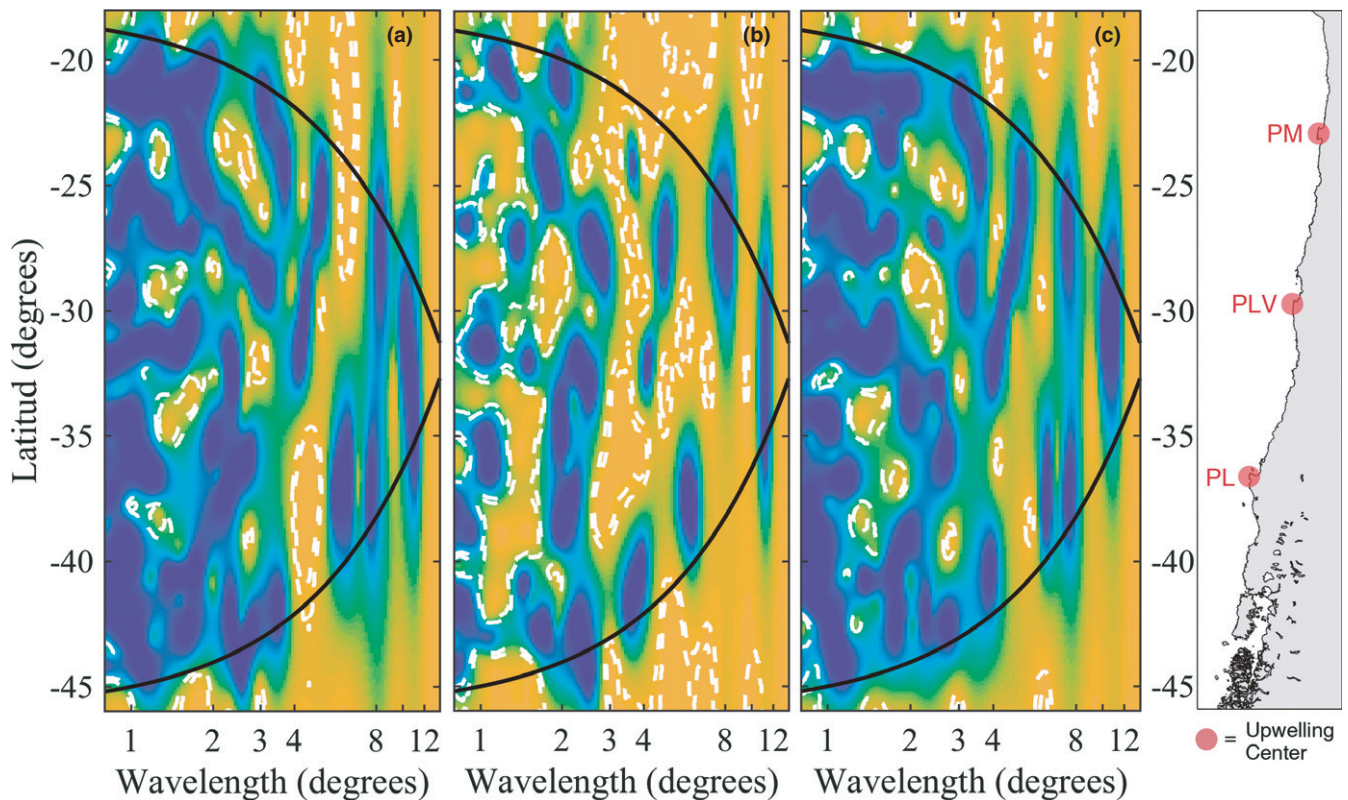 (a) (b) (c)
-20 -20
PM
-25 -25
PLV
-30 -30
Latitud (degrees)
-35 -35
PL
-40 -40
-45 -45
1 2 3 4 8 12 1 2 3 4 8 12 1 2 3 4 8 12
Wavelength (degrees) Wavelength (degrees) Wavelength (degrees)
= Upwelling
Center